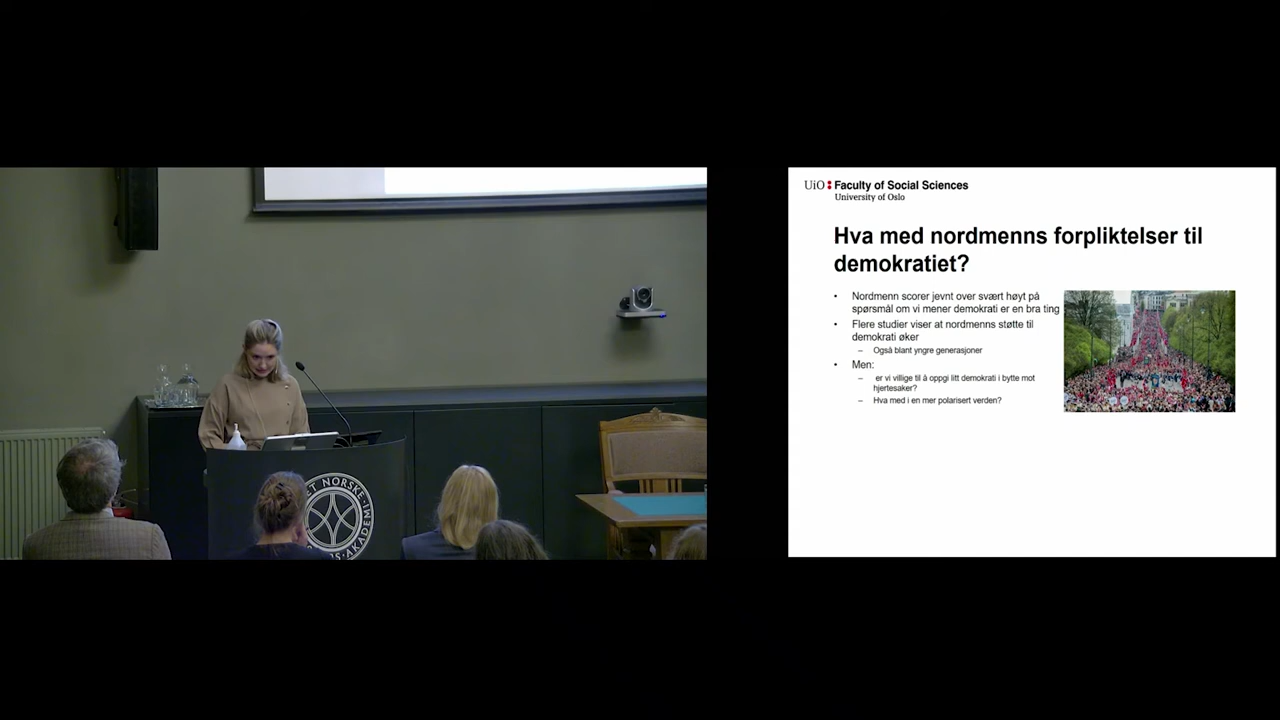 ET NORSKE
S·AKADEMI
UiO Faculty of Social Sciences
University of Oslo
Hva med nordmenns forpliktelser til
demokratiet?
• Nordmenn scorer jevnt over svært høyt på
spørsmål om vi mener demokrati er en bra ting
• Flere studier viser at nordmenns støtte til
demokrati øker
– Også blant yngre generasjoner
• Men:
– er vi villige til å oppgi litt demokrati i bytte mot
hjertesaker?
– Hva med i en mer polarisert verden?